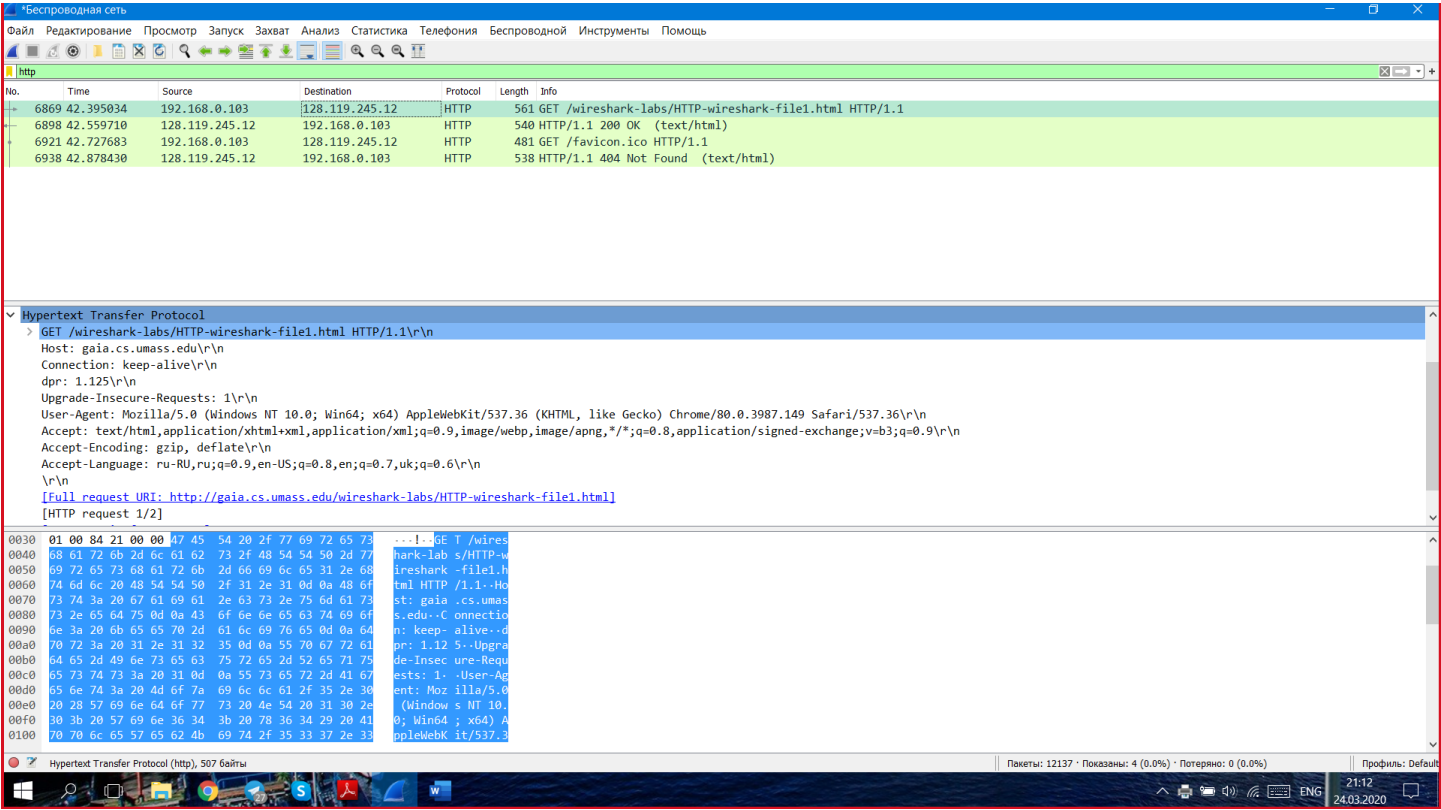 *Беспроводная сеть
Файл Редактирование Просмотр Запуск Захват Анализ Статистика Телефония Беспроводной Инструменты Помощь
http
No. Time Source Destination Protocol Length Info
6869 42.395034 192.168.0.103 128.119.245.12 HTTP 561 GET /wireshark-labs/HTTP-wireshark-file1.html HTTP/1.1
6898 42.559710 128.119.245.12 192.168.0.103 HTTP 540 HTTP/1.1 200 OK (text/html)
6921 42.727683 192.168.0.103 128.119.245.12 HTTP 481 GET /favicon.ico HTTP/1.1
6938 42.878430 128.119.245.12 192.168.0.103 HTTP 538 HTTP/1.1 404 Not Found (text/html)
Hypertext Transfer Protocol
GET /wireshark-labs/HTTP-wireshark-file1.html HTTP/1.1\r\n
Host: gaia.cs.umass.edu\r\n
Connection: keep-alive\r\n
dpr: 1.125\r\n
Upgrade-Insecure-Requests: 1\r\n
User-Agent: Mozilla/5.0 (Windows NT 10.0; Win64; x64) AppleWebKit/537.36 (KHTML, like Gecko) Chrome/80.0.3987.149 Safari/537.36\r\n
Accept: text/html,application/xhtml+xml,application/xml;q=0.9,image/webp,image/apng,*/*;q=0.8,application/signed-exchange;v=b3;q=0.9\r\n
Accept-Encoding: gzip, deflate\r\n
Accept-Language: ru-RU,ru;q=0.9,en-US;q=0.8,en;q=0.7,uk;q=0.6\r\n
\r\n
[Full request URI: http://gaia.cs.umass.edu/wireshark-labs/HTTP-wireshark-file1.html]
[HTTP request 1/2]
0030 01 00 84 21 00 00 47 45 54 20 2f 77 69 72 65 73 ···!··GE T /wires
0040 68 61 72 6b 2d 6c 61 62 73 2f 48 54 54 50 2d 77 hark-lab s/HTTP-w
0050 69 72 65 73 68 61 72 6b 2d 66 69 6c 65 31 2e 68 ireshark -file1.h
0060 74 6d 6c 20 48 54 54 50 2f 31 2e 31 0d 0a 48 6f tml HTTP /1.1··Ho
0070 73 74 3a 20 67 61 69 61 2e 63 73 2e 75 6d 61 73 st: gaia .cs.umas
0080 73 2e 65 64 75 0d 0a 43 6f 6e 6e 65 63 74 69 6f s.edu··C onnectio
0090 6e 3a 20 6b 65 65 70 2d 61 6c 69 76 65 0d 0a 64 n: keep- alive··d
00a0 70 72 3a 20 31 2e 31 32 35 0d 0a 55 70 67 72 61 pr: 1.12 5··Upgra
00b0 64 65 2d 49 6e 73 65 63 75 72 65 2d 52 65 71 75 de-Insec ure-Requ
00c0 65 73 74 73 3a 20 31 0d 0a 55 73 65 72 2d 41 67 ests: 1· ·User-Ag
00d0 65 6e 74 3a 20 4d 6f 7a 69 6c 6c 61 2f 35 2e 30 ent: Moz illa/5.0
00e0 20 28 57 69 6e 64 6f 77 73 20 4e 54 20 31 30 2e (Window s NT 10.
00f0 30 3b 20 57 69 6e 36 34 3b 20 78 36 34 29 20 41 0; Win64 ; x64) A
0100 70 70 6c 65 57 65 62 4b 69 74 2f 35 33 37 2e 33 ppleWebK it/537.3
Hypertext Transfer Protocol (http), 507 байты Пакеты: 12137 · Показаны: 4 (0.0%) · Потеряно: 0 (0.0%) Профиль: Default
ENG 21:12
24.03.2020